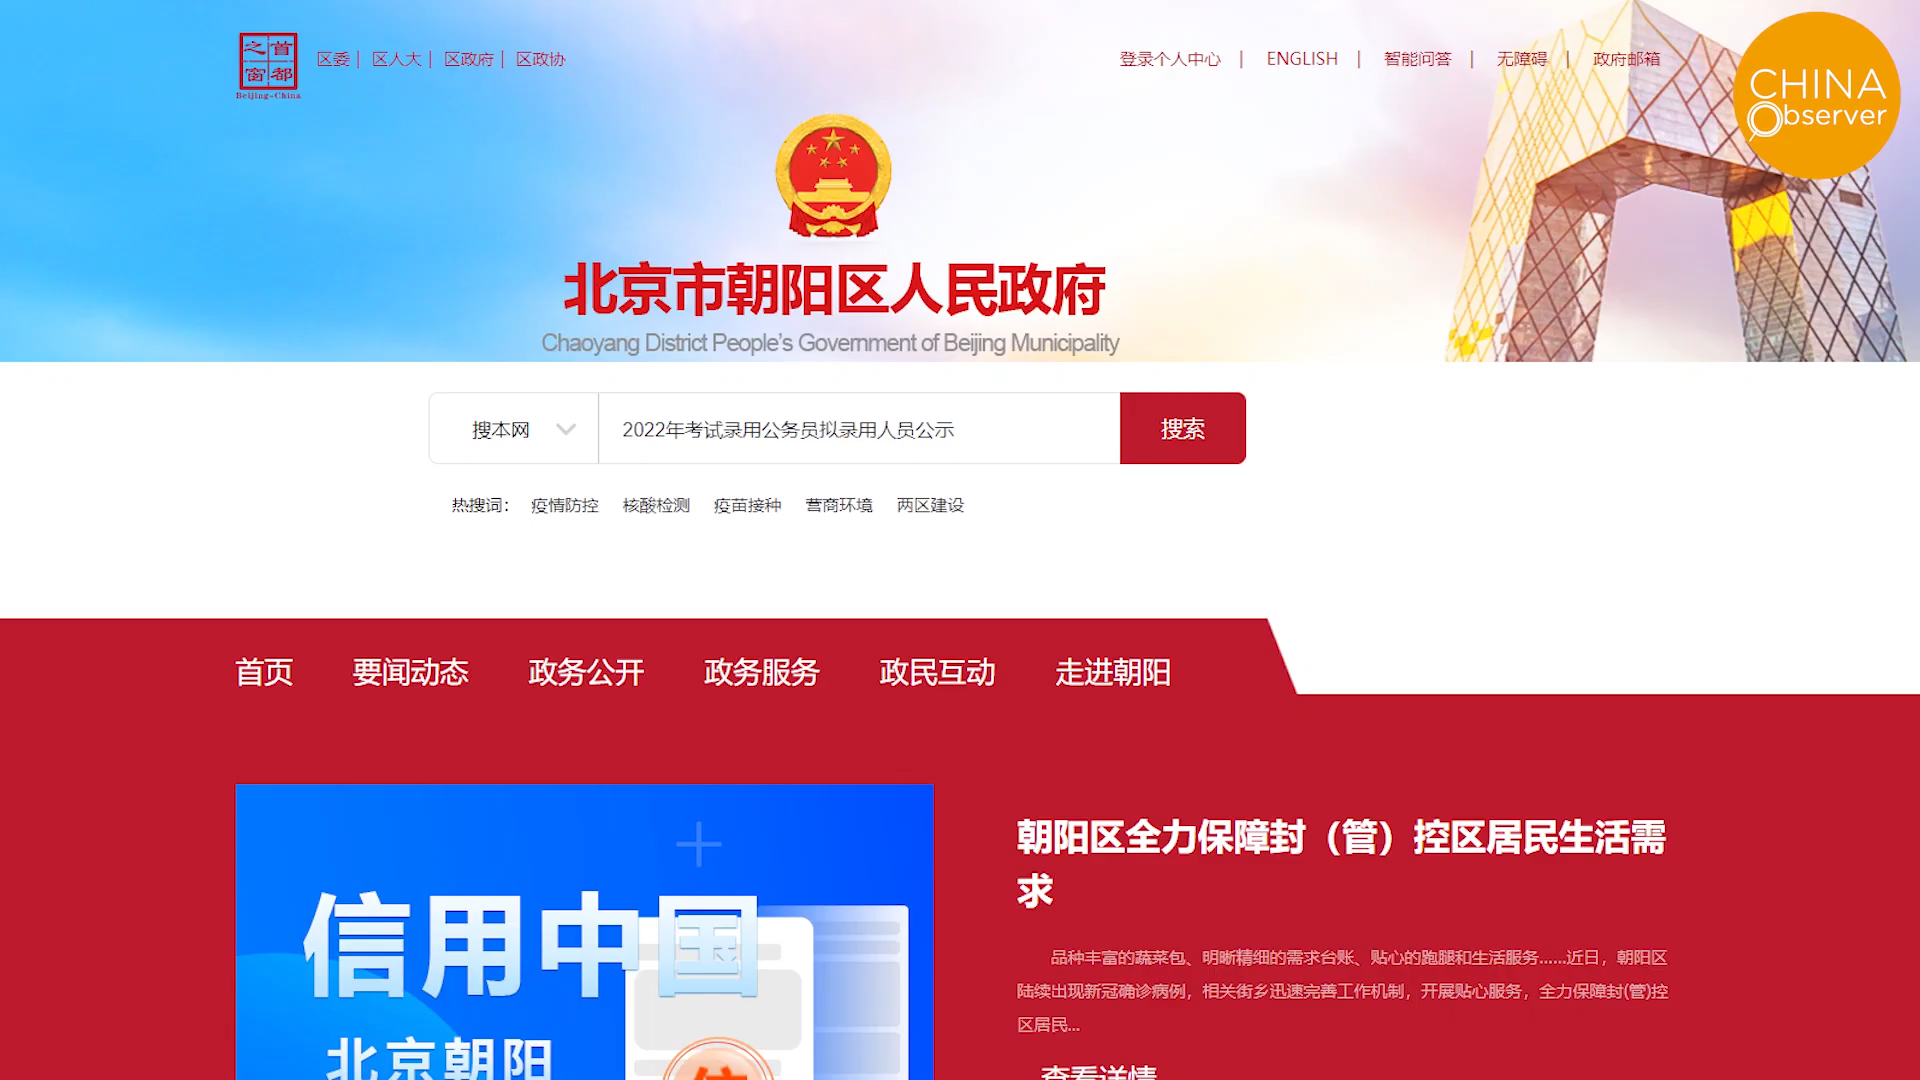 首都之窗
Beijing-China
区委 | 区人大 | 区政府 | 区政协
登录个人中心 | ENGLISH | 智能问答 | 无障碍 | 政府邮箱
CHINA
Observer
北京市朝阳区人民政府
Chaoyang District People's Government of Beijing Municipality
搜本网 2022年考试录用公务员拟录用人员公示 搜索
热搜词： 疫情防控 核酸检测 疫苗接种 营商环境 两区建设
首页 要闻动态 政务公开 政务服务 政民互动 走进朝阳
信用中国
北京朝阳
信
朝阳区全力保障封（管）控区居民生活需
求
品种丰富的蔬菜包、明晰精细的需求台账、贴心的跑腿和生活服务......近日，朝阳区
陆续出现新冠确诊病例，相关街乡迅速完善工作机制，开展贴心服务，全力保障封(管)控
区居民...
查看详情